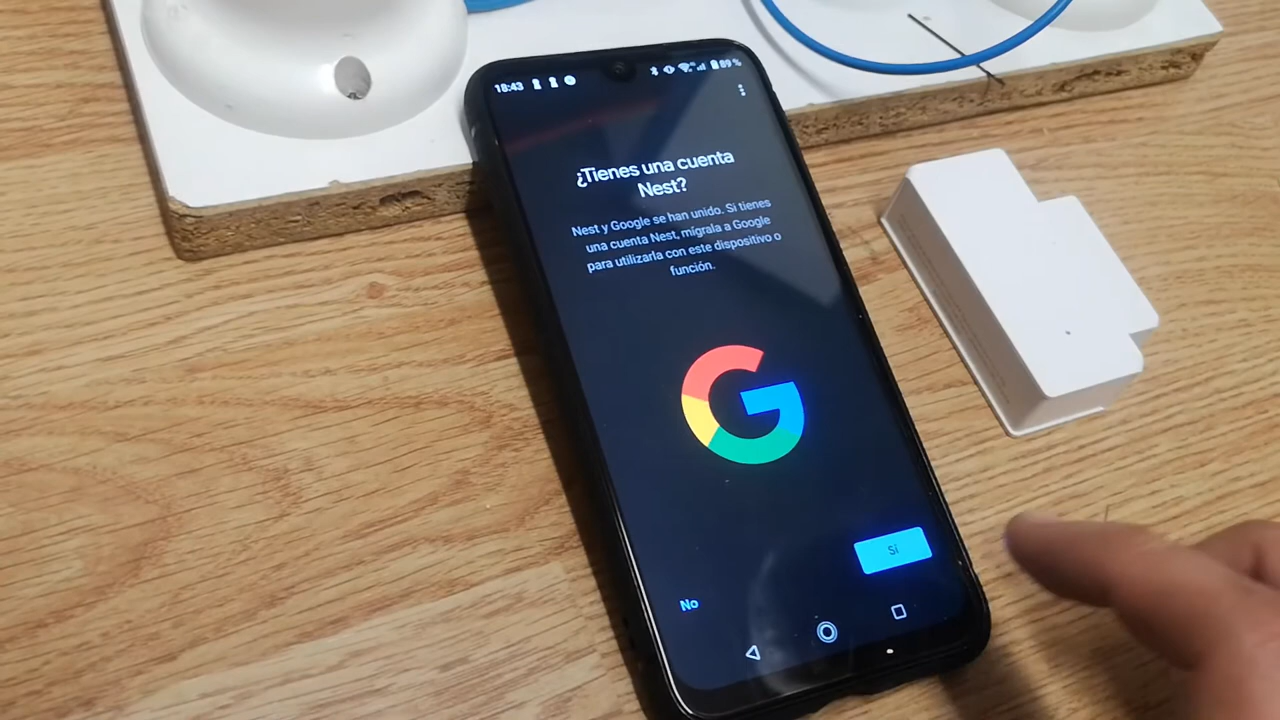 18:43
89 %
¿Tienes una cuenta
Nest?
Nest y Google se han unido. Si tienes
una cuenta Nest, mígrala a Google
para utilizarla con este dispositivo o
función.
Sí
No